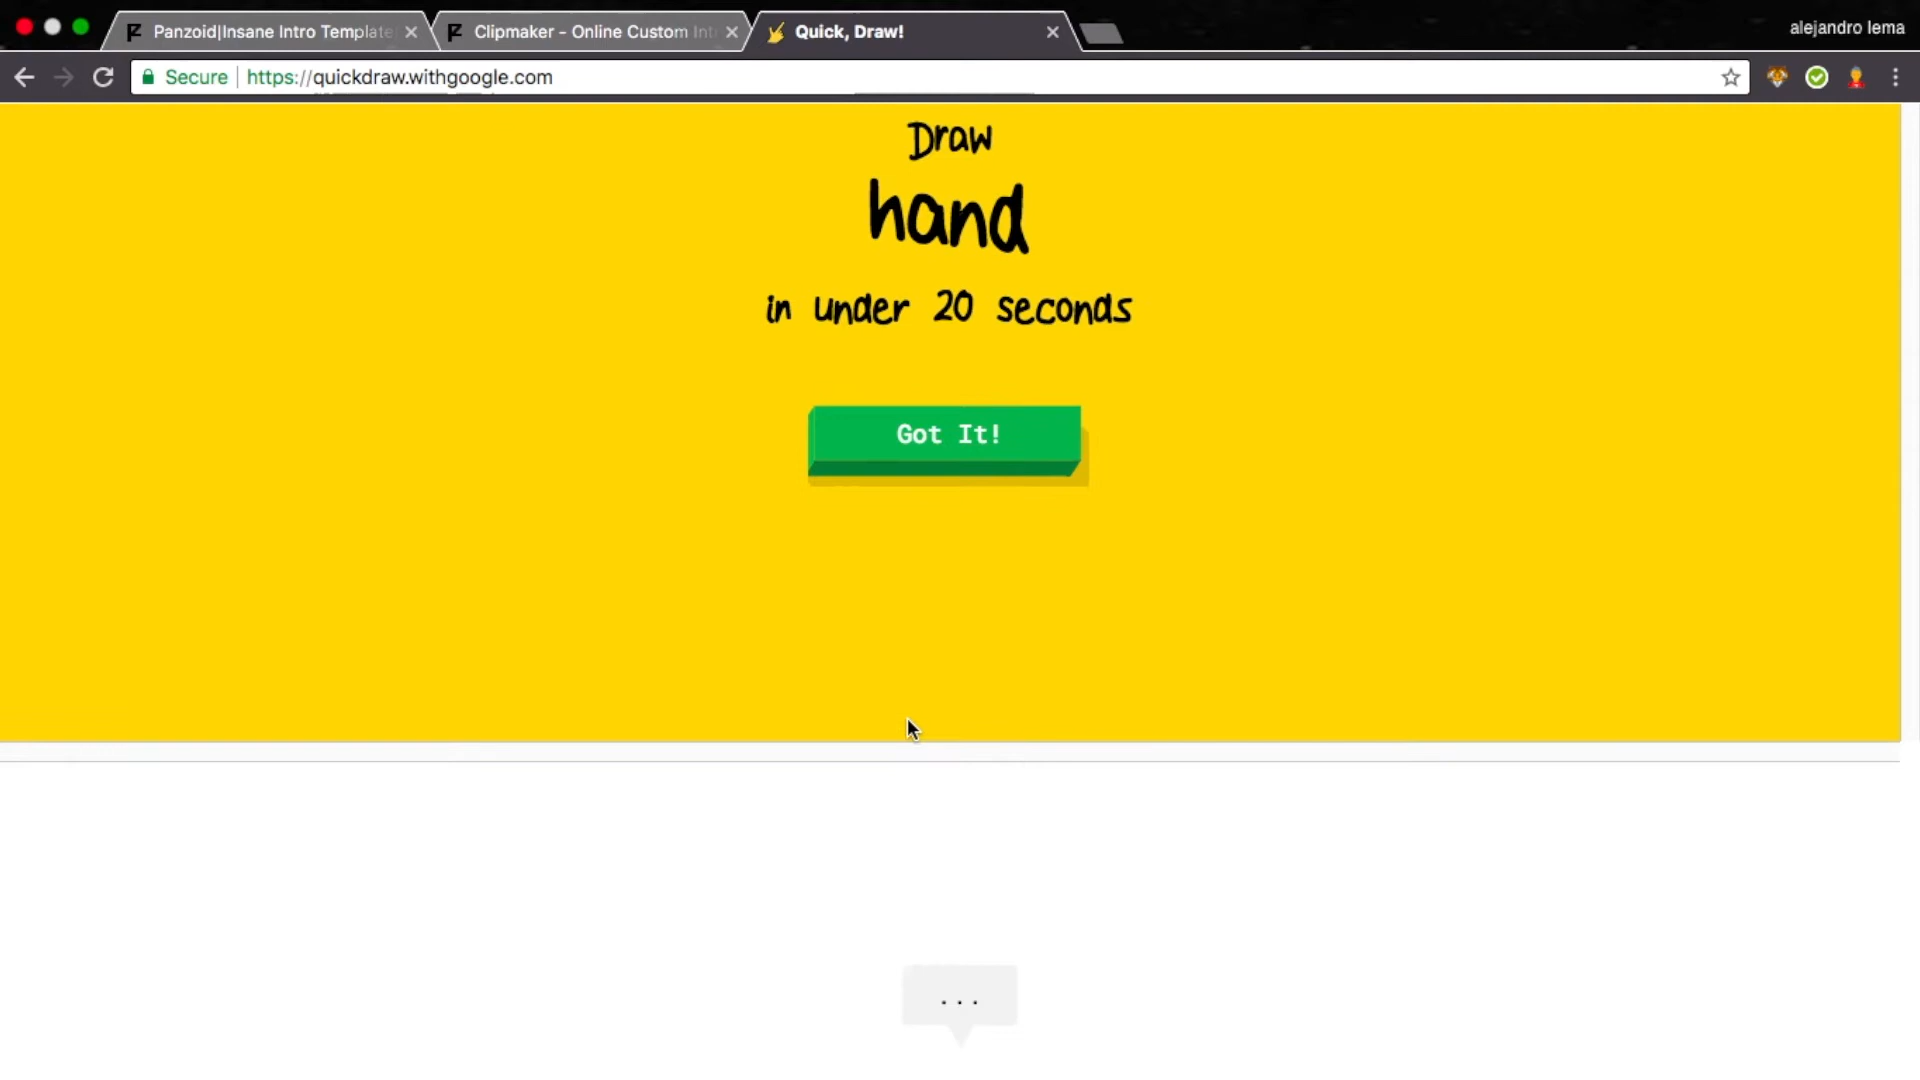 Panzoid|Insane Intro Template
Clipmaker - Online Custom Int
Quick, Draw!
alejandro lema
Secure
https://quickdraw.withgoogle.com
Draw
hand
in under 20 seconds
Got It!
...